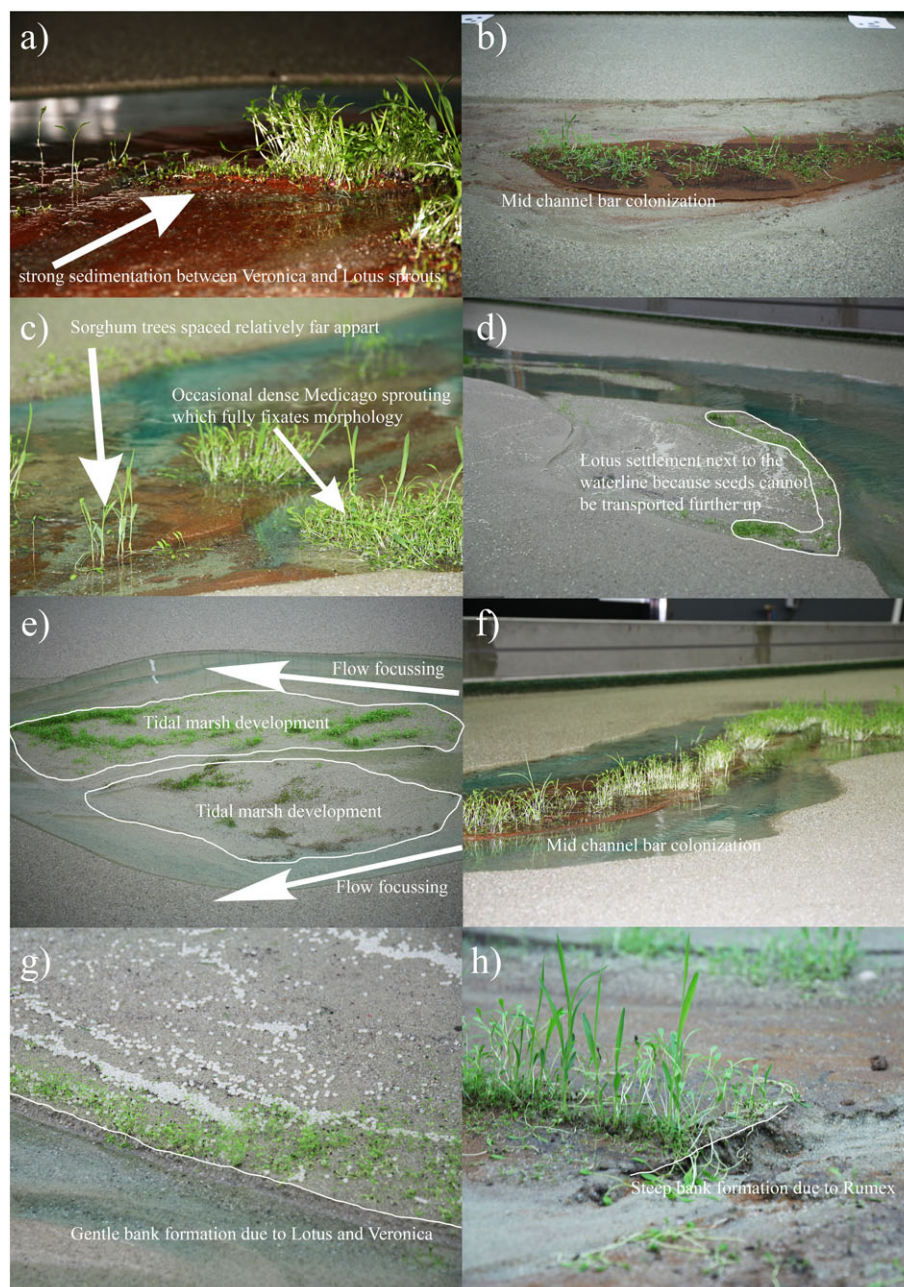 a)
strong sedimentation between Veronica and Lotus sprouts
b)
Mid channel bar colonization
c)
Sorghum trees spaced relatively far appart
Occasional dense Medicago sprouting
which fully fixates morphology
d)
Lotus settlement next to the
waterline because seeds cannot
be transported further up
e)
Flow focussing
Tidal marsh development
Tidal marsh development
Flow focussing
f)
Mid channel bar colonization
g)
Gentle bank formation due to Lotus and Veronica
h)
Steep bank formation due to Rumex